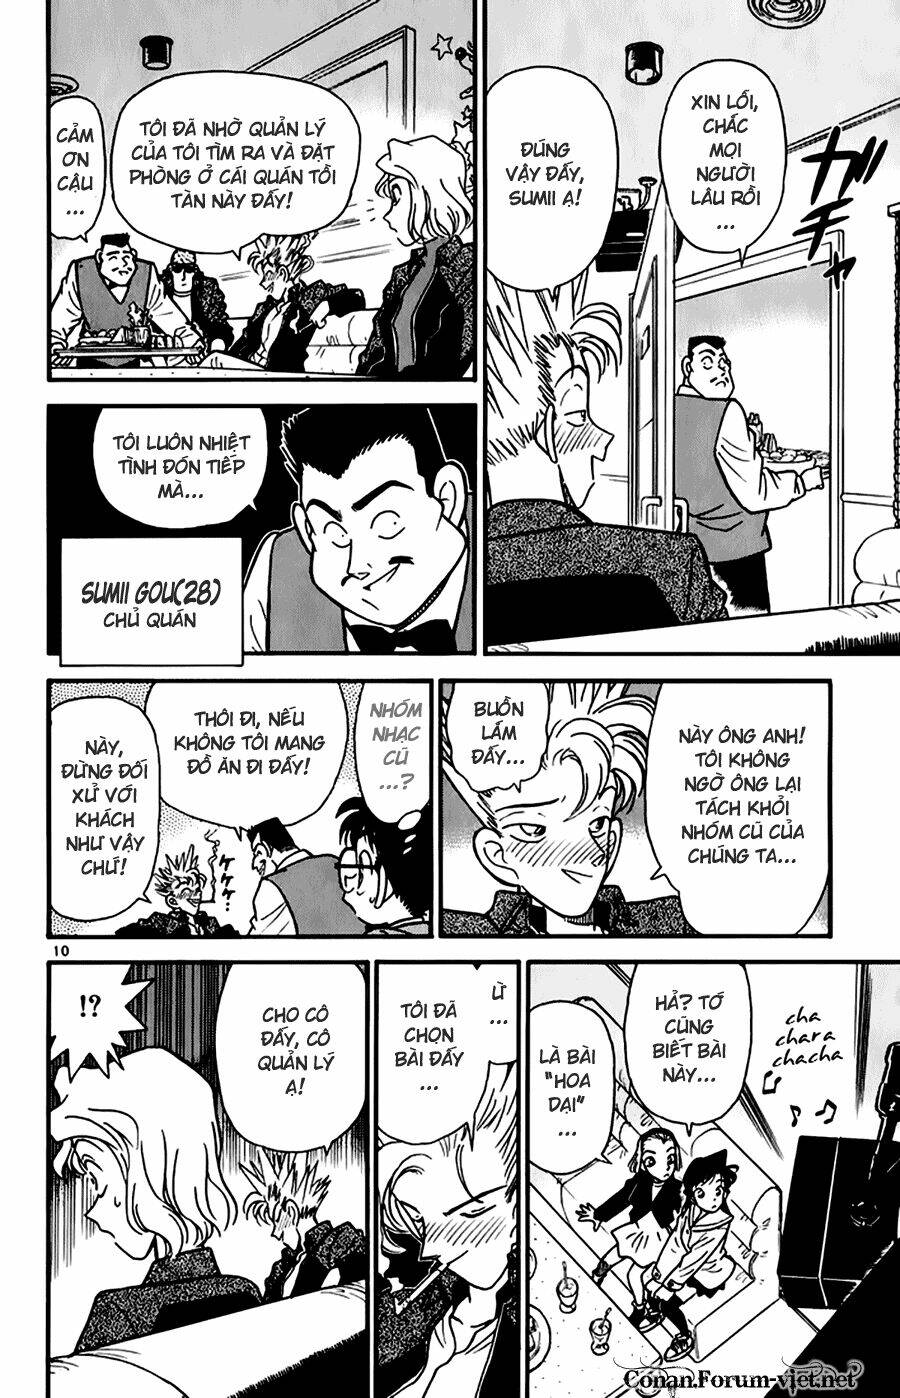 XIN LỖI,
CHẮC
MỌI
NGƯỜI
LÂU RỒI
...
ĐÚNG
VẬY ĐẤY,
SUMII Ạ!
TÔI ĐÃ NHỜ QUẢN LÝ
CỦA TÔI TÌM RA VÀ ĐẶT
PHÒNG Ở CÁI QUÁN TỒI
TÀN NÀY ĐẤY!
CẢM
ƠN
CẬU
...
TÔI LUÔN NHIỆT
TÌNH ĐÓN TIẾP
MÀ...
SUMII GOU(28)
CHỦ QUÁN
NÀY ÔNG ANH!
TÔI KHÔNG
NGỜ ÔNG LẠI
TÁCH KHỎI
NHÓM CŨ CỦA
CHÚNG TA...
BUỒN
LẮM
ĐẤY...
NHÓM
NHẠC
CŨ
...?
THÔI ĐI, NẾU
KHÔNG TÔI MANG
ĐỒ ĂN ĐI ĐẤY!
NÀY,
ĐỪNG ĐỐI
XỬ VỚI
KHÁCH
NHƯ VẬY
CHỨ!
10
cha
chara
chacha
HẢ? TỚ
CŨNG
BIẾT BÀI
NÀY...
LÀ BÀI
"HOA
DẠI"
...
Ừ
...
TÔI ĐÃ
CHỌN
BÀI ĐẤY
...
CHO CÔ
ĐẤY, CÔ
QUẢN LÝ
Ạ!
!?
Conan.Forum-viet.net